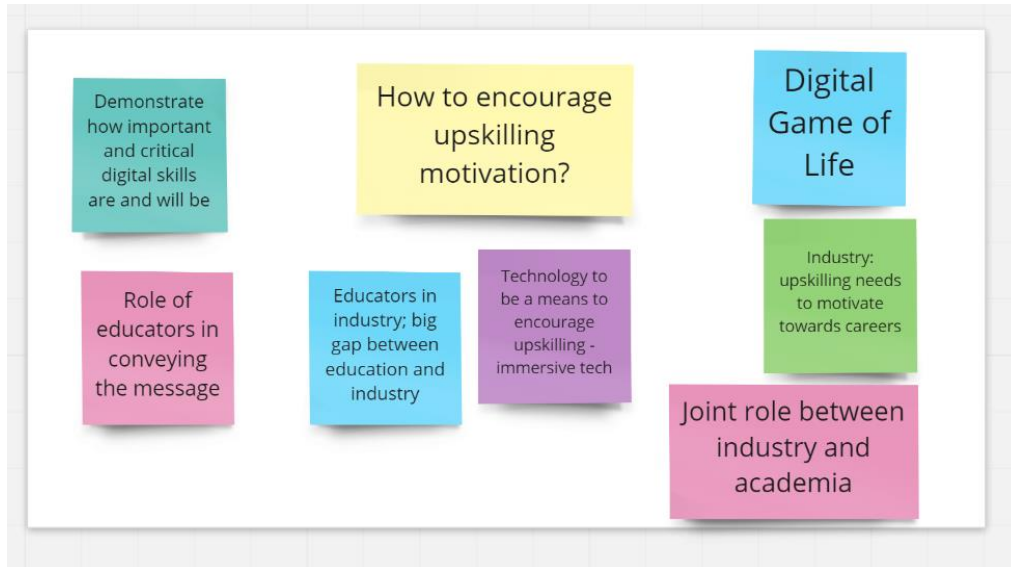 Demonstrate
how important
and critical
digital skills
are and will be
How to encourage
upskilling
motivation?
Digital
Game of
Life
Role of
educators in
conveying
the message
Educators in
industry; big
gap between
education and
industry
Technology to
be a means to
encourage
upskilling -
immersive tech
Industry:
upskilling needs
to motivate
towards careers
Joint role between
industry and
academia